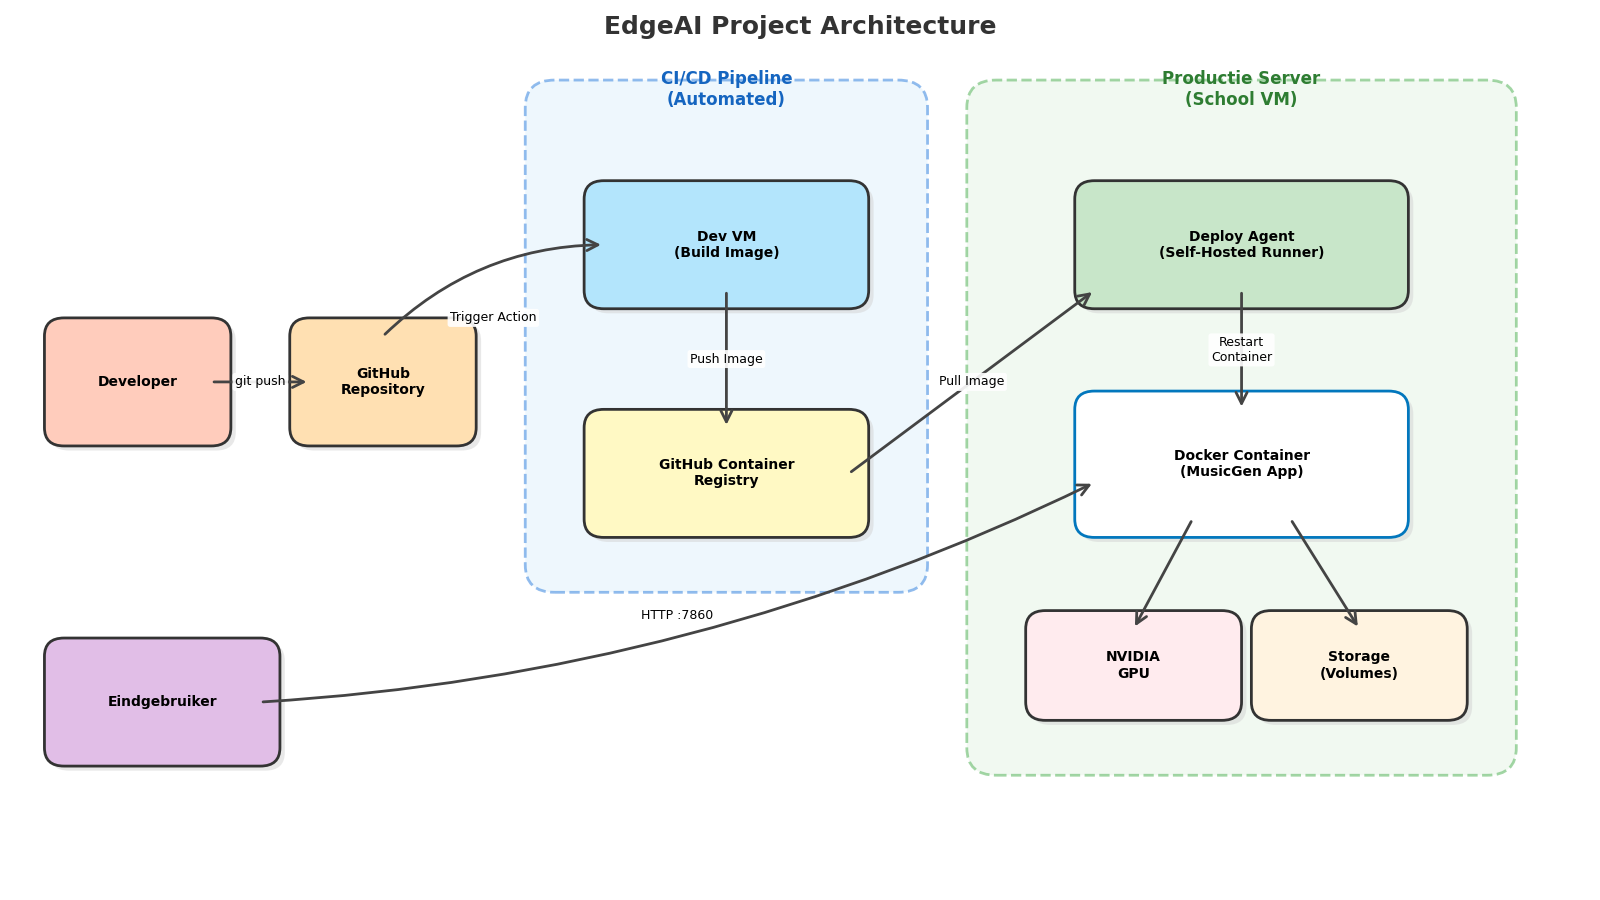 EdgeAI Project Architecture
CI/CD Pipeline
(Automated)
Productie Server
(School VM)
Dev VM
(Build Image)
Deploy Agent
(Self-Hosted Runner)
Trigger Action
Push Image
Restart
Container
Developer
git push
GitHub
Repository
Pull Image
GitHub Container
Registry
Docker Container
(MusicGen App)
HTTP :7860
Eindgebruiker
NVIDIA
GPU
Storage
(Volumes)